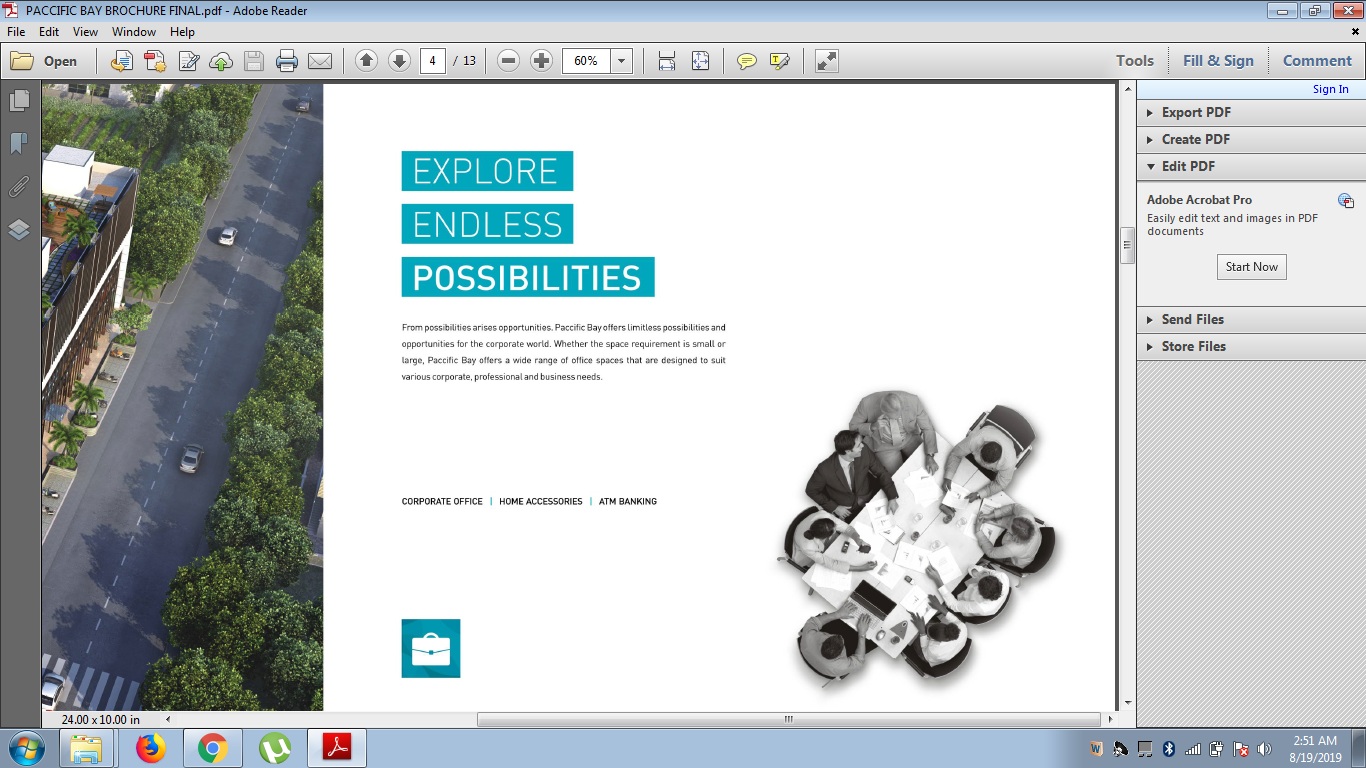 PACCIFIC BAY BROCHURE FINAL.pdf - Adobe Reader
File Edit View Window Help
Open 4 / 13 60% Tools Fill & Sign Comment
Sign In
Export PDF
Create PDF
Edit PDF
Adobe Acrobat Pro
Easily edit text and images in PDF
documents
Start Now
Send Files
Store Files
EXPLORE
ENDLESS
POSSIBILITIES
From possibilities arises opportunities. Paccific Bay offers limitless possibilities and
opportunities for the corporate world. Whether the space requirement is small or
large, Paccific Bay offers a wide range of office spaces that are designed to suit
various corporate, professional and business needs.
CORPORATE OFFICE | HOME ACCESSORIES | ATM BANKING
24.00 x 10.00 in
2:51 AM
8/19/2019